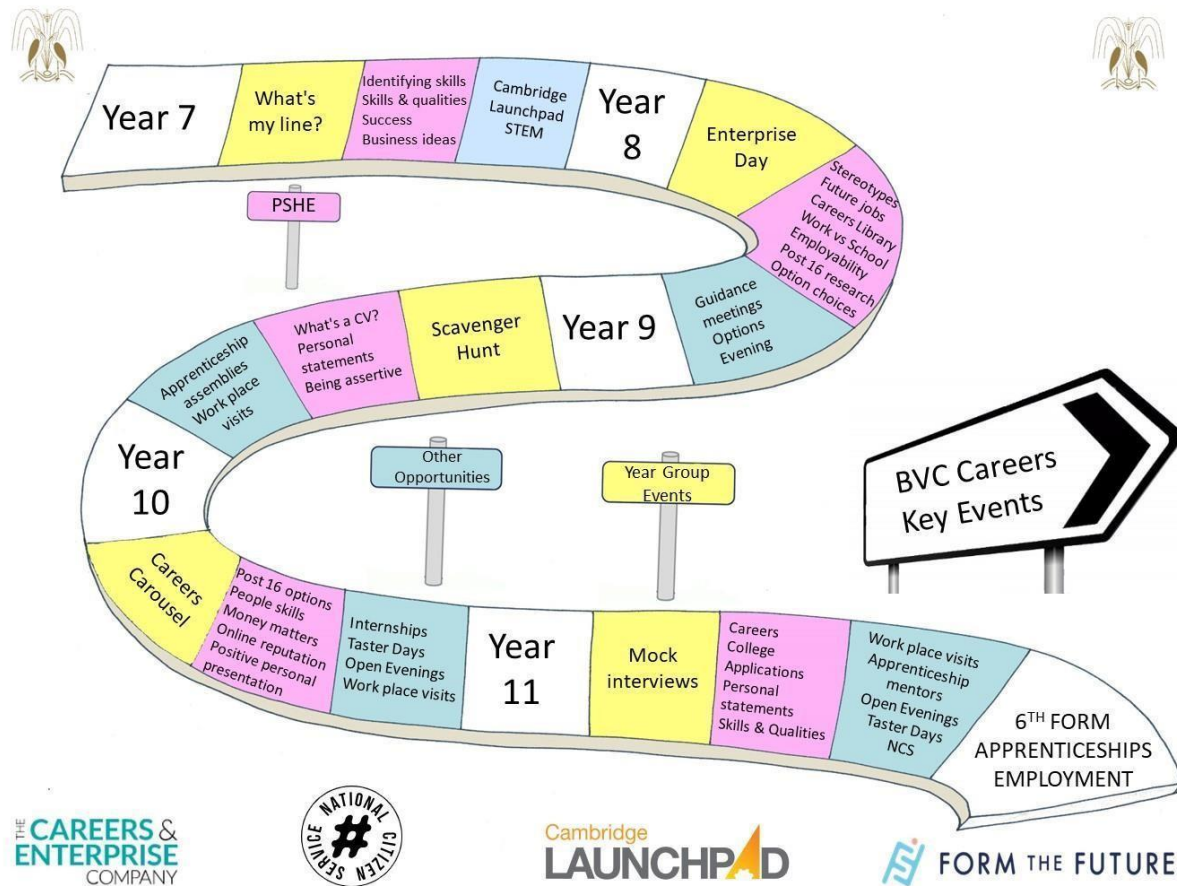 Year 7
What's
my line?
Identifying skills
Skills & qualities
Success
Business ideas
Cambridge
Launchpad
STEM
Year
8
Enterprise
Day
Stereotypes
Future jobs
Careers Library
Work vs School
Employability
Post 16 research
Option choices
PSHE
Guidance
meetings
Options
Evening
Year 9
Scavenger
Hunt
What's a CV?
Personal
statements
Being assertive
Apprenticeship
assemblies
Work place
visits
Year
10
Other
Opportunities
Year Group
Events
BVC Careers
Key Events
Careers
Carousel
Post 16 options
People skills
Money matters
Online reputation
Positive personal
presentation
Internships
Taster Days
Open Evenings
Work place visits
Year
11
Mock
interviews
Careers
College
Applications
Personal
statements
Skills & Qualities
Work place visits
Apprenticeship
mentors
Open Evenings
Taster Days
NCS
6TH FORM
APPRENTICESHIPS
EMPLOYMENT
THE CAREERS &
ENTERPRISE
COMPANY
NATIONAL CITIZEN SERVICE
#
Cambridge
LAUNCHPAD
FORM THE FUTURE